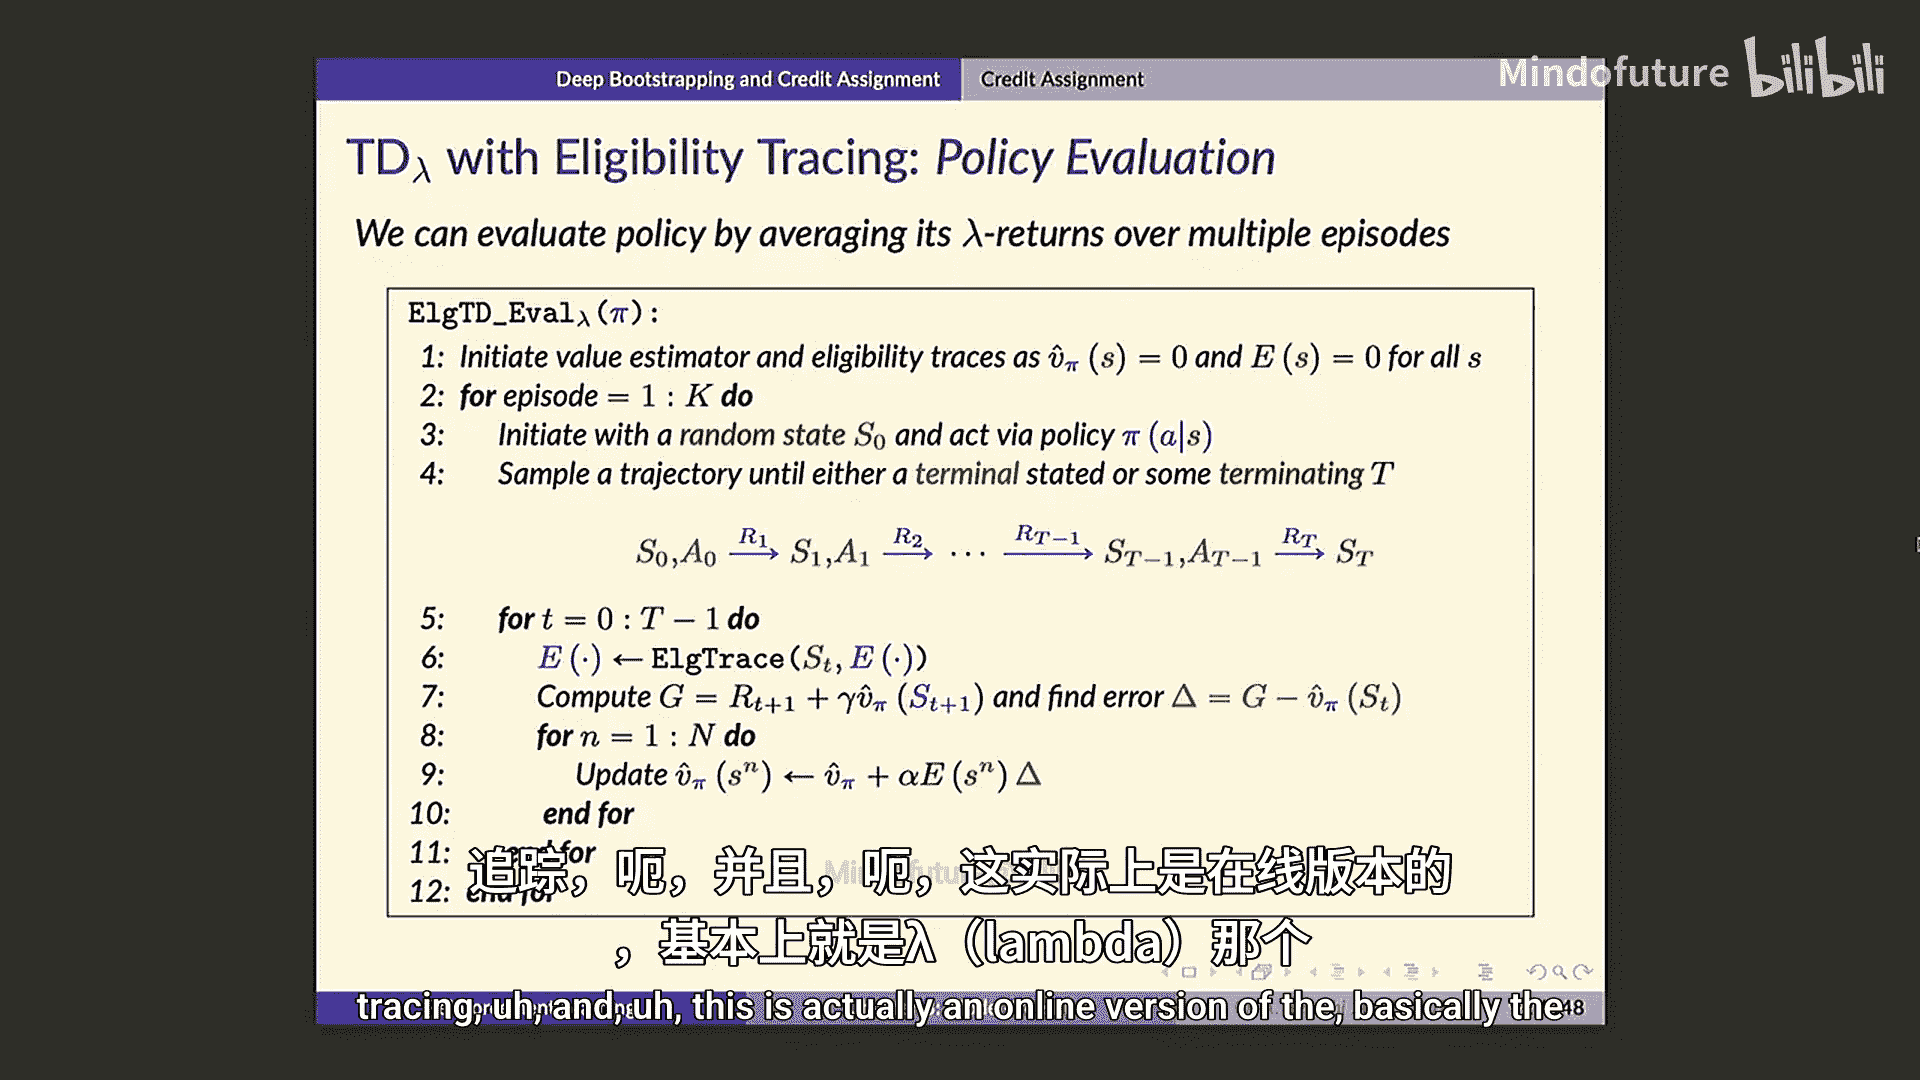 Deep Bootstrapping and Credit Assignment
Credit Assignment
Mindofuture bilibili
TDλ with Eligibility Tracing: Policy Evaluation
We can evaluate policy by averaging its λ-returns over multiple episodes
ElgTD_Evalλ(π):
1: Initiate value estimator and eligibility traces as v̂π (s) = 0 and E (s) = 0 for all s
2: for episode = 1 : K do
3: Initiate with a random state S0 and act via policy π (a|s)
4: Sample a trajectory until either a terminal stated or some terminating T
S0,A0 —R1→ S1,A1 —R2→ ··· —RT−1→ ST−1,AT−1 —RT→ ST
5: for t = 0 : T − 1 do
6: E (·) ← ElgTrace(St, E (·))
7: Compute G = Rt+1 + γv̂π (St+1) and find error Δ = G − v̂π (St)
8: for n = 1 : N do
9: Update v̂π (sⁿ) ← v̂π + αE (sⁿ) Δ
10: end for
11: end for
12: end for
追踪，呃，并且，呃，这实际上是在线版本的
，基本上就是λ（lambda）那个
tracing, uh, and, uh, this is actually an online version of the, basically the
48